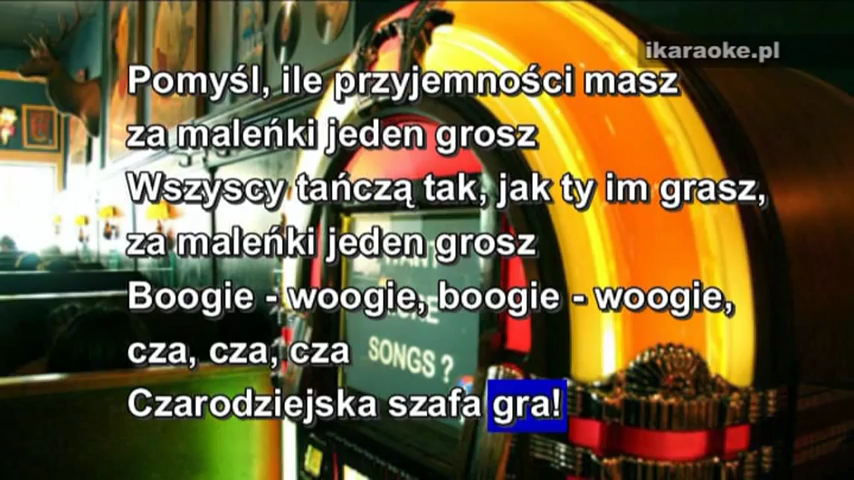 ikaraoke.pl
Pomyśl, ile przyjemności masz
za maleńki jeden grosz
Wszyscy tańczą tak, jak ty im grasz,
za maleńki jeden grosz
Boogie - woogie, boogie - woogie,
cza, cza, cza
SONGS ?
Czarodziejska szafa gra!